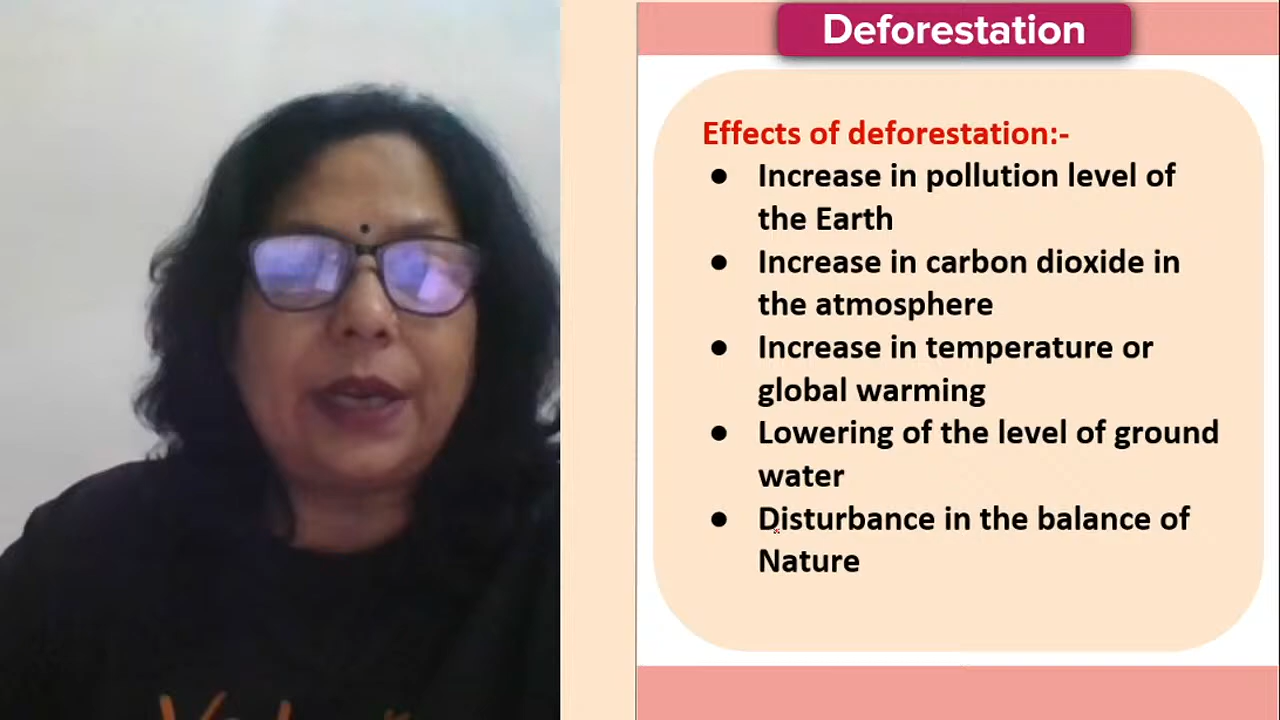 Deforestation
Effects of deforestation:-
● Increase in pollution level of
the Earth
● Increase in carbon dioxide in
the atmosphere
● Increase in temperature or
global warming
● Lowering of the level of ground
water
● Disturbance in the balance of
Nature